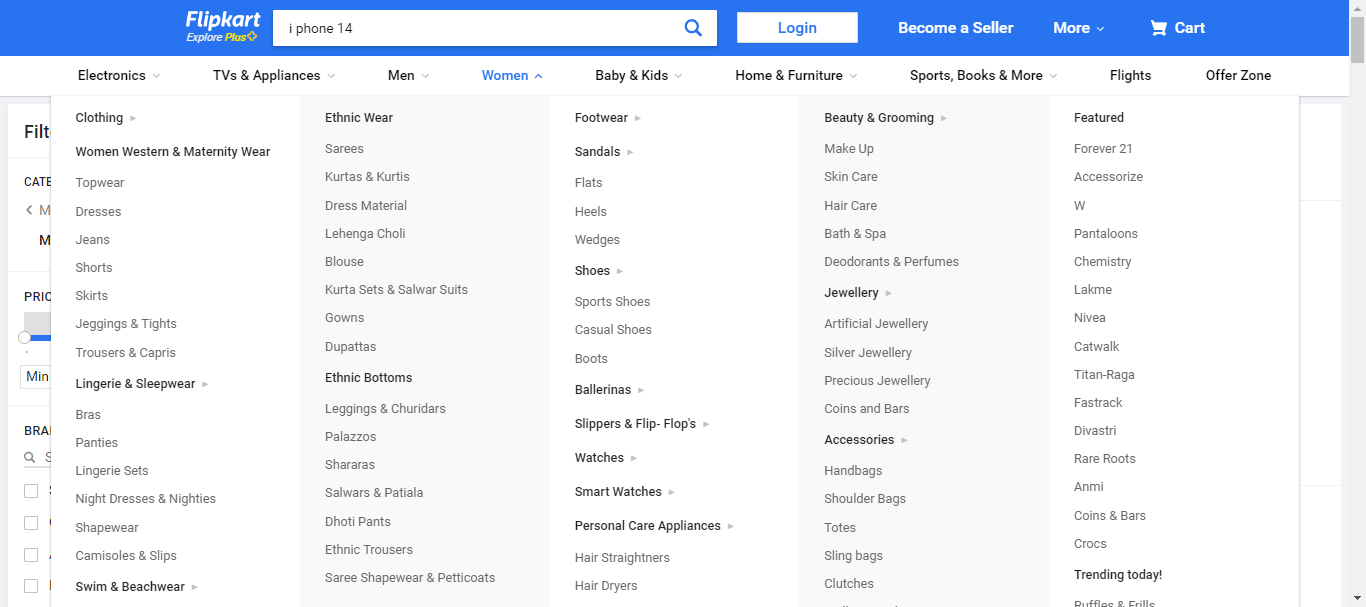 Flipkart
Explore Plus
i phone 14
Login
Become a Seller
More
Cart
Electronics
TVs & Appliances
Men
Women
Baby & Kids
Home & Furniture
Sports, Books & More
Flights
Offer Zone
Clothing
Women Western & Maternity Wear
Topwear
Dresses
Jeans
Shorts
Skirts
Jeggings & Tights
Trousers & Capris
Lingerie & Sleepwear
Bras
Panties
Lingerie Sets
Night Dresses & Nighties
Shapewear
Camisoles & Slips
Swim & Beachwear
Ethnic Wear
Sarees
Kurtas & Kurtis
Dress Material
Lehenga Choli
Blouse
Kurta Sets & Salwar Suits
Gowns
Dupattas
Ethnic Bottoms
Leggings & Churidars
Palazzos
Shararas
Salwars & Patiala
Dhoti Pants
Ethnic Trousers
Saree Shapewear & Petticoats
Footwear
Sandals
Flats
Heels
Wedges
Shoes
Sports Shoes
Casual Shoes
Boots
Ballerinas
Slippers & Flip- Flop's
Watches
Smart Watches
Personal Care Appliances
Hair Straightners
Hair Dryers
Beauty & Grooming
Make Up
Skin Care
Hair Care
Bath & Spa
Deodorants & Perfumes
Jewellery
Artificial Jewellery
Silver Jewellery
Precious Jewellery
Coins and Bars
Accessories
Handbags
Shoulder Bags
Totes
Sling bags
Clutches
Featured
Forever 21
Accessorize
W
Pantaloons
Chemistry
Lakme
Nivea
Catwalk
Titan-Raga
Fastrack
Divastri
Rare Roots
Anmi
Coins & Bars
Crocs
Trending today!
Ruffles & Frills
Filt
CATE
M
M
PRIC
Min
BRA
S